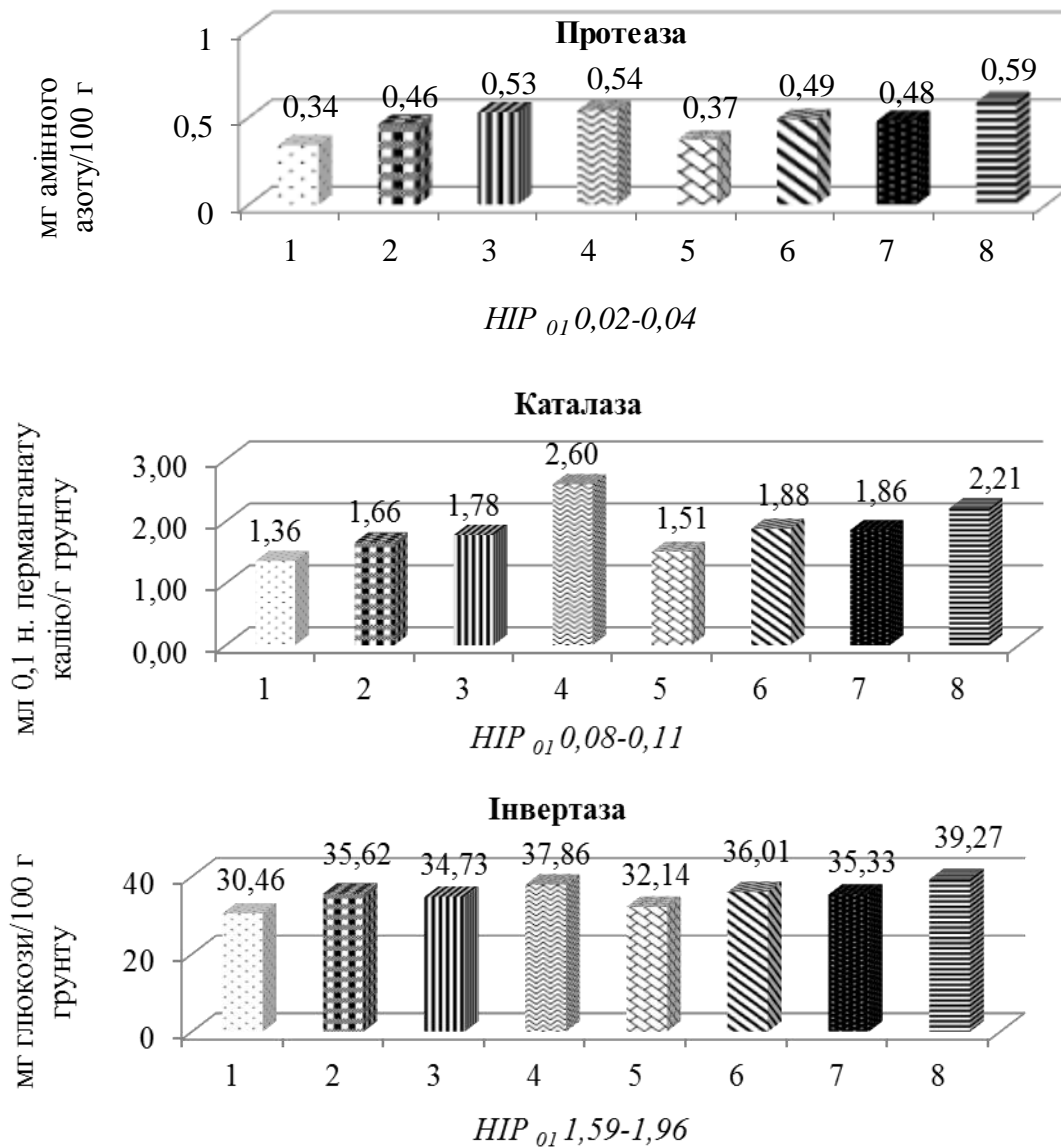 Протеаза
мг амінного
азоту/100 г
1
0,5
0
0,34 0,46 0,53 0,54 0,37 0,49 0,48 0,59
1 2 3 4 5 6 7 8
НІР 01 0,02-0,04
Каталаза
мл 0,1 н. перманганату
калію/г грунту
3,00
2,00
1,00
0,00
1,36 1,66 1,78 2,60 1,51 1,88 1,86 2,21
1 2 3 4 5 6 7 8
НІР 01 0,08-0,11
Інвертаза
мг глюкози/100 г
грунту
40
20
0
30,46 35,62 34,73 37,86 32,14 36,01 35,33 39,27
1 2 3 4 5 6 7 8
НІР 01 1,59-1,96